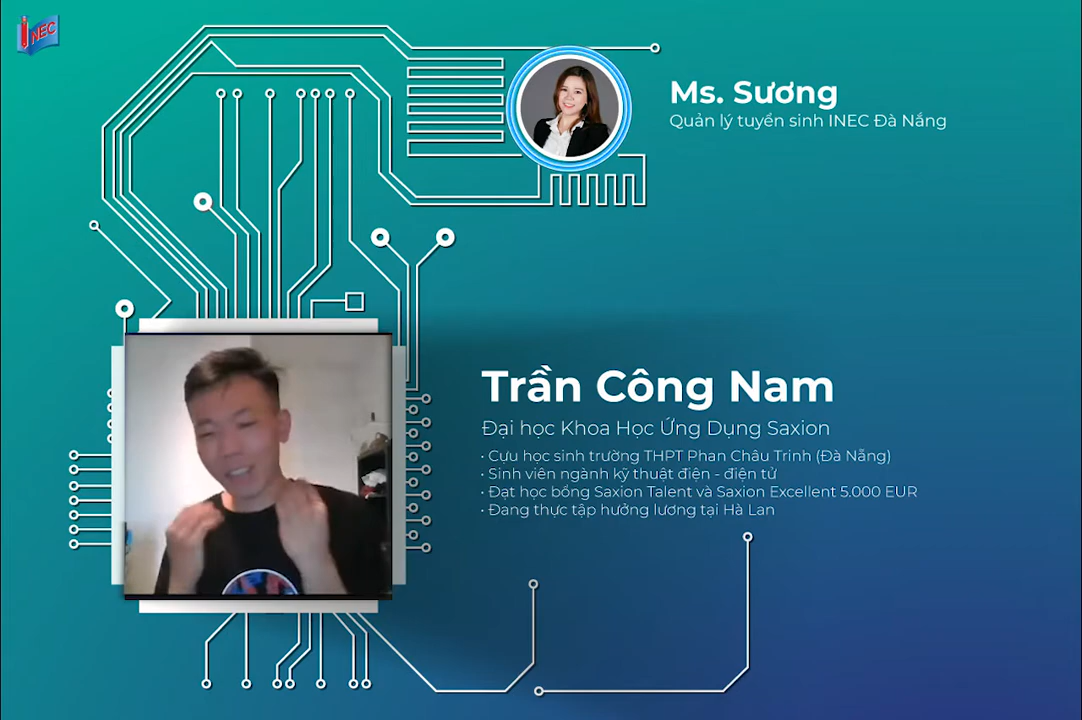 INEC
Ms. Sương
Quản lý tuyển sinh INEC Đà Nẵng
Trần Công Nam
Đại học Khoa Học Ứng Dụng Saxion
• Cựu học sinh trường THPT Phan Châu Trinh (Đà Nẵng)
• Sinh viên ngành kỹ thuật điện - điện tử
• Đạt học bổng Saxion Talent và Saxion Excellent 5.000 EUR
• Đang thực tập hưởng lương tại Hà Lan